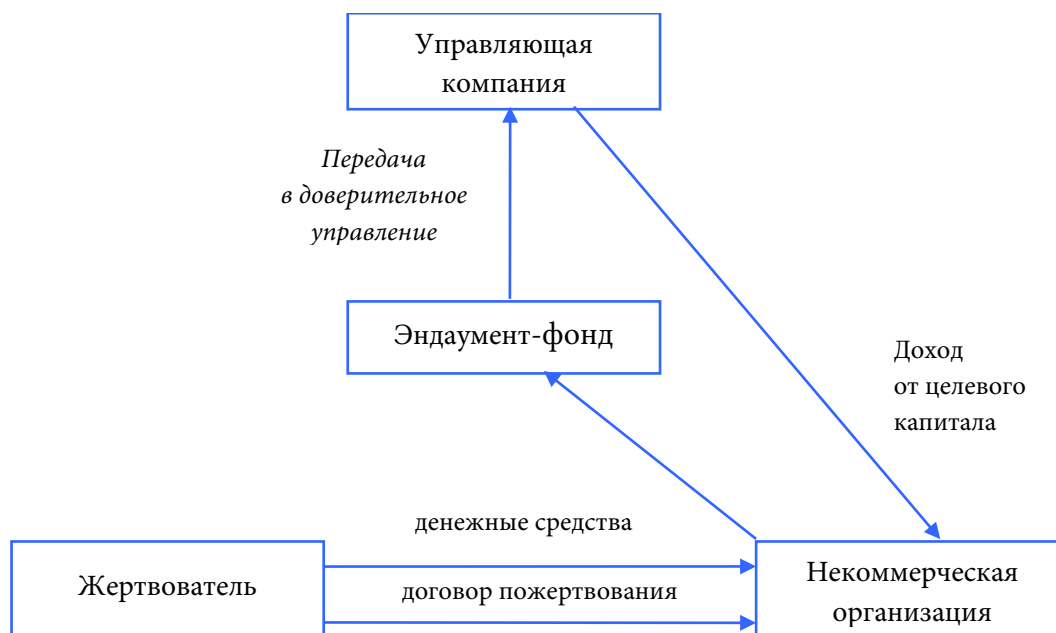 Управляющая
компания
Передача
в доверительное
управление
Эндаумент-фонд
Доход
от целевого
капитала
денежные средства
Жертвователь
договор пожертвования
Некоммерческая
организация